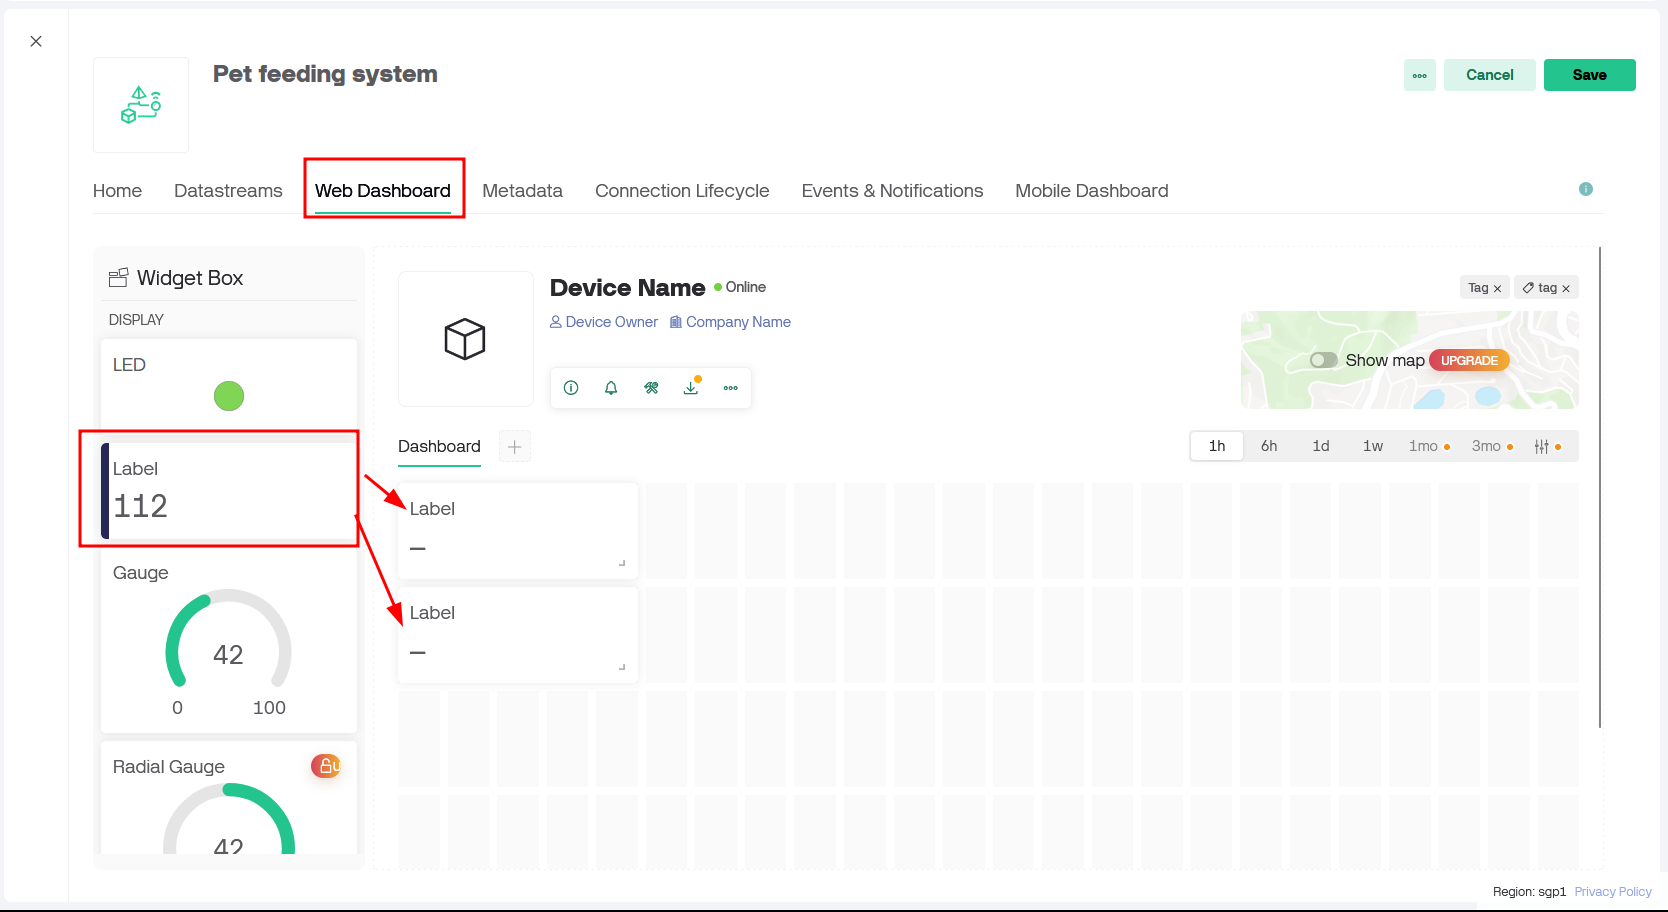 Pet feeding system
Cancel
Save
Home
Datastreams
Web Dashboard
Metadata
Connection Lifecycle
Events & Notifications
Mobile Dashboard
Widget Box
DISPLAY
LED
Label
112
Gauge
42
0
100
Radial Gauge
42
Device Name
Online
Device Owner
Company Name
Tag ×
tag ×
Show map
UPGRADE
Dashboard
+
1h
6h
1d
1w
1mo
3mo
Label
–
Label
–
Region: sgp1
Privacy Policy